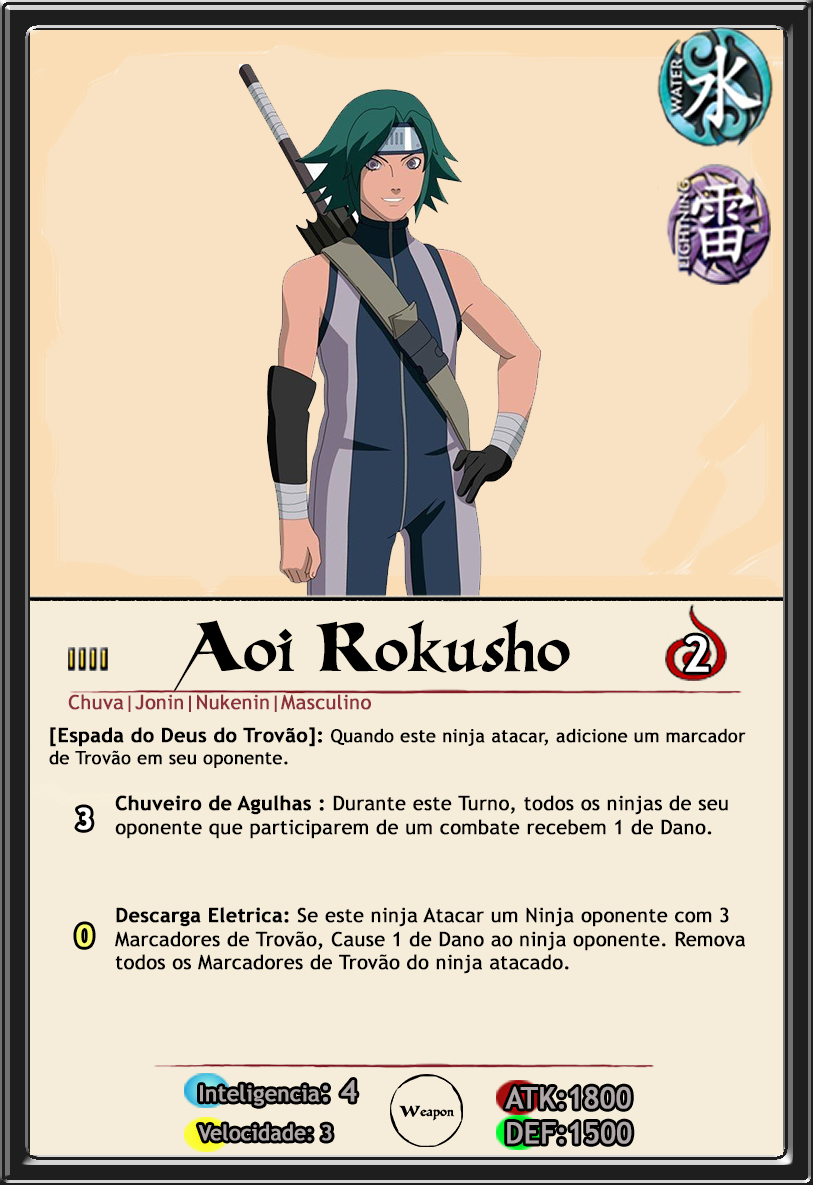 WATER
水
LIGHTNING
雷
Aoi Rokusho
2
Chuva|Jonin|Nukenin|Masculino
[Espada do Deus do Trovão]: Quando este ninja atacar, adicione um marcador
de Trovão em seu oponente.
3
Chuveiro de Agulhas : Durante este Turno, todos os ninjas de seu
oponente que participarem de um combate recebem 1 de Dano.
0
Descarga Eletrica: Se este ninja Atacar um Ninja oponente com 3
Marcadores de Trovão, Cause 1 de Dano ao ninja oponente. Remova
todos os Marcadores de Trovão do ninja atacado.
Inteligencia: 4
Velocidade: 3
Weapon
ATK:1800
DEF:1500